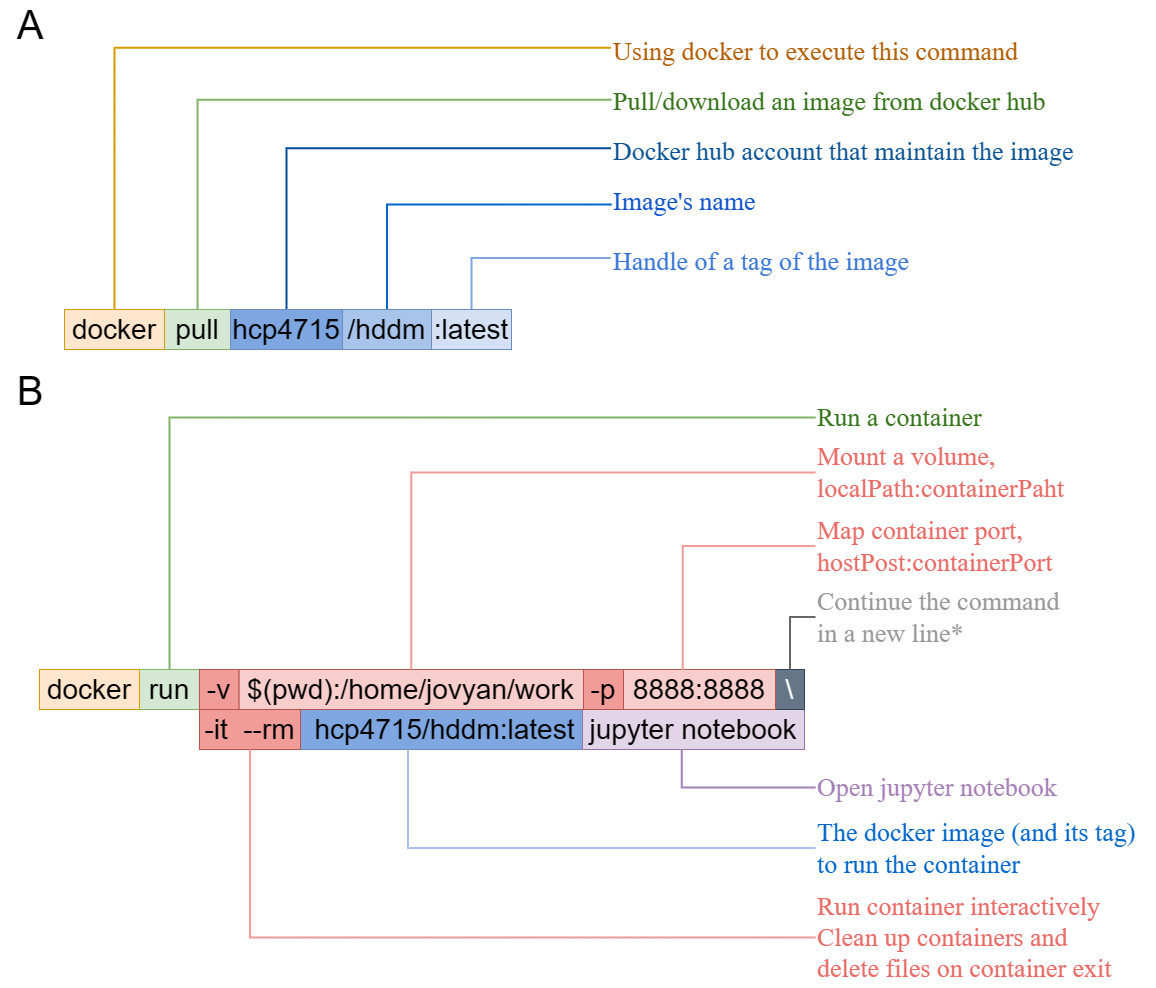 A
Using docker to execute this command
Pull/download an image from docker hub
Docker hub account that maintain the image
Image's name
Handle of a tag of the image
docker pull hcp4715 /hddm :latest
B
Run a container
Mount a volume,
localPath:containerPaht
Map container port,
hostPost:containerPort
Continue the command
in a new line*
docker run -v $(pwd):/home/jovyan/work -p 8888:8888 \
-it --rm hcp4715/hddm:latest jupyter notebook
Open jupyter notebook
The docker image (and its tag)
to run the container
Run container interactively
Clean up containers and
delete files on container exit